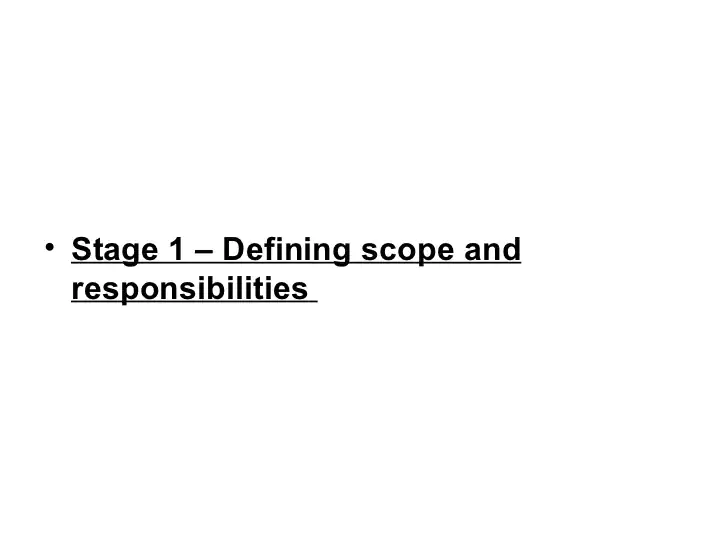 • Stage 1 – Defining scope and
responsibilities